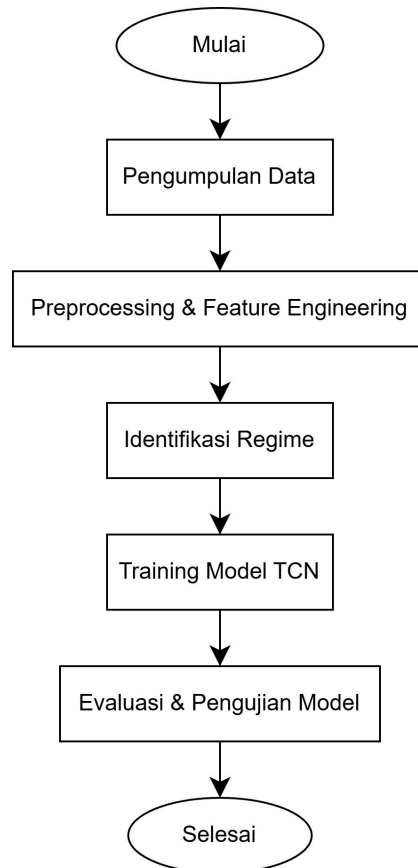 Mulai
Pengumpulan Data
Preprocessing & Feature Engineering
Identifikasi Regime
Training Model TCN
Evaluasi & Pengujian Model
Selesai